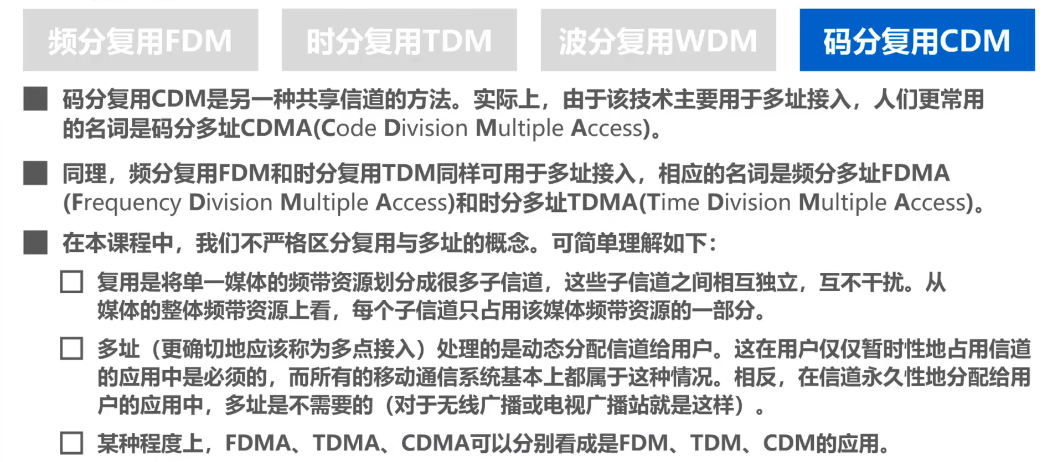 频分复用FDM 时分复用TDM 波分复用WDM 码分复用CDM
码分复用CDM是另一种共享信道的方法。实际上，由于该技术主要用于多址接入，人们更常用
的名词是码分多址CDMA(Code Division Multiple Access)。
同理，频分复用FDM和时分复用TDM同样可用于多址接入，相应的名词是频分多址FDMA
(Frequency Division Multiple Access)和时分多址TDMA(Time Division Multiple Access)。
在本课程中，我们不严格区分复用与多址的概念。可简单理解如下：
复用是将单一媒体的频带资源划分成很多子信道，这些子信道之间相互独立，互不干扰。从
媒体的整体频带资源上看，每个子信道只占用该媒体频带资源的一部分。
多址（更确切地应该称为多点接入）处理的是动态分配信道给用户。这在用户仅仅暂时性地占用信道
的应用中是必须的，而所有的移动通信系统基本上都属于这种情况。相反，在信道永久性地分配给用
户的应用中，多址是不需要的（对于无线广播或电视广播站就是这样）。
某种程度上，FDMA、TDMA、CDMA可以分别看成是FDM、TDM、CDM的应用。